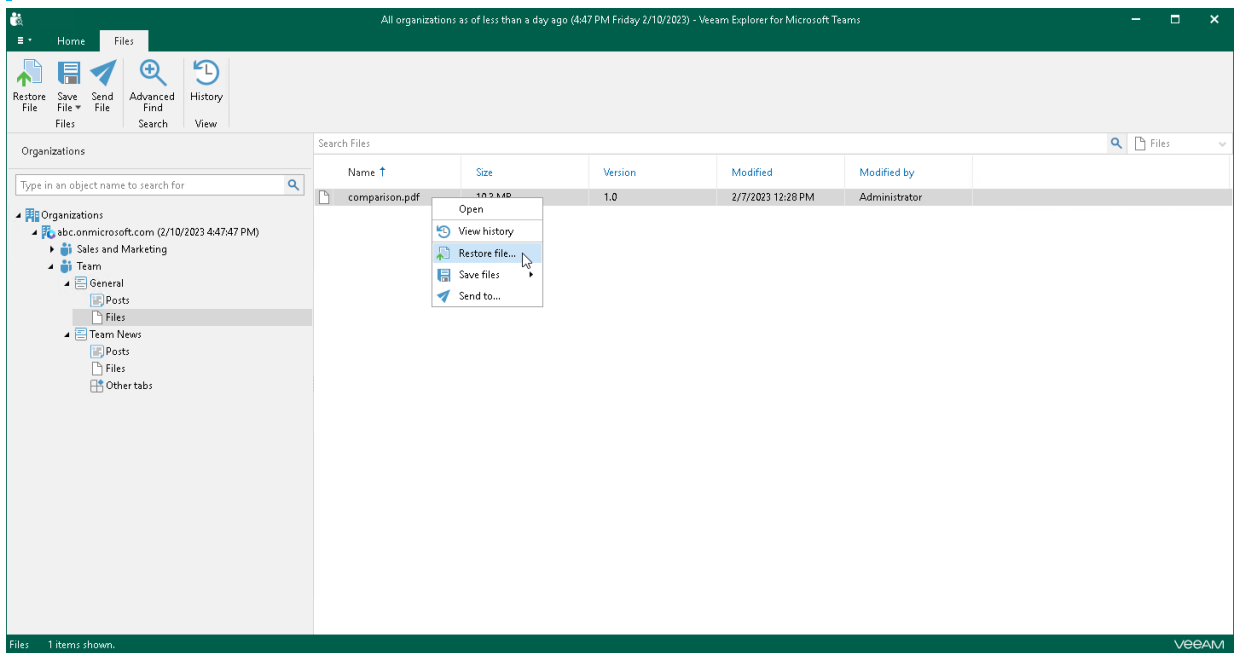 All organizations as of less than a day ago (4:47 PM Friday 2/10/2023) - Veeam Explorer for Microsoft Teams
Home Files
Restore File
Save File
Send File
Advanced Find
History
Files Search View
Organizations
Type in an object name to search for
Organizations
abc.onmicrosoft.com (2/10/2023 4:47:47 PM)
Sales and Marketing
Team
General
Posts
Files
Team News
Posts
Files
Other tabs
Search Files Files
Name Size Version Modified Modified by
comparison.pdf 1.0 2/7/2023 12:28 PM Administrator
Open
View history
Restore file...
Save files
Send to...
Files 1 items shown. veeAM